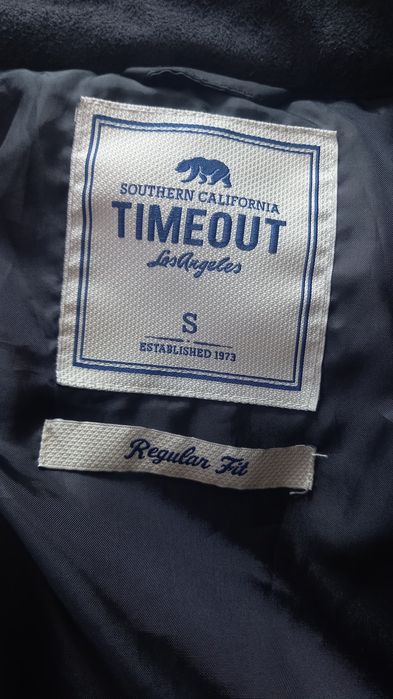 SOUTHERN CALIFORNIA
TIMEOUT
Los Angeles
S
ESTABLISHED 1973
Regular Fit